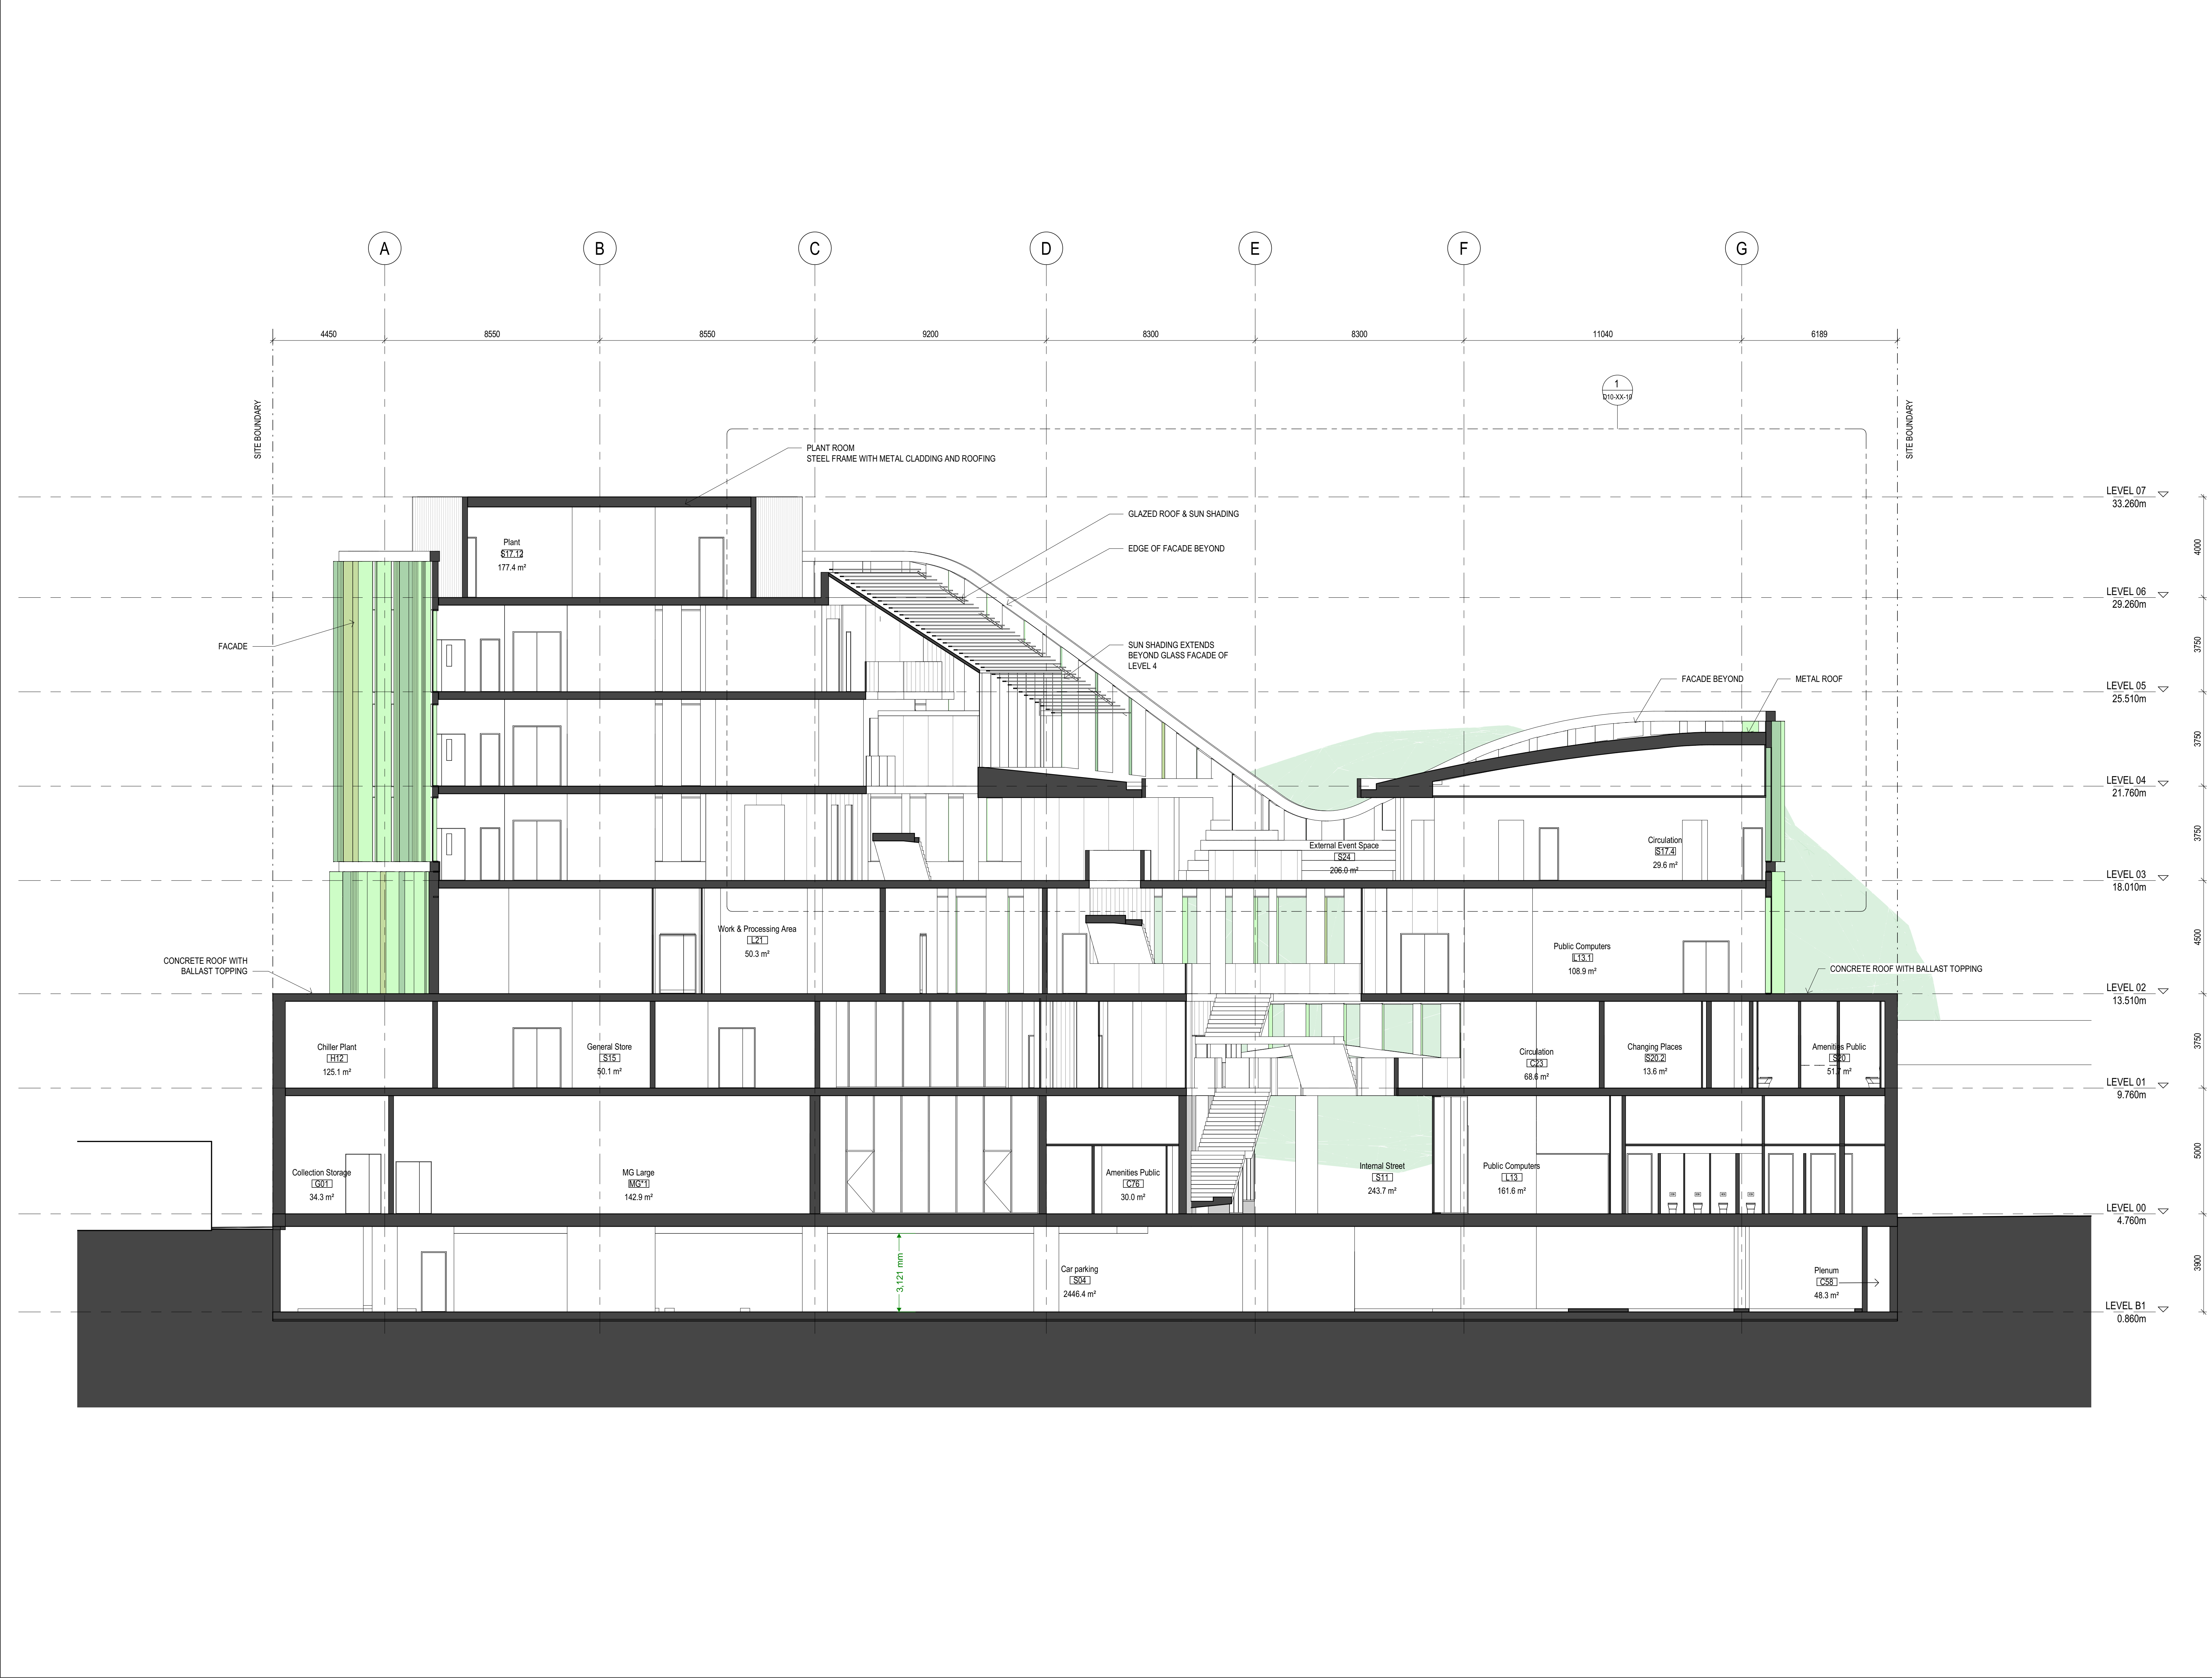 A
B
C
D
E
F
G
4450
8550
8550
9200
8300
8300
11040
6189
1
D10-XX-10
SITE BOUNDARY
SITE BOUNDARY
PLANT ROOM
STEEL FRAME WITH METAL CLADDING AND ROOFING
LEVEL 07
33.260m
GLAZED ROOF & SUN SHADING
EDGE OF FACADE BEYOND
Plant
S17.12
177.4 m²
4000
LEVEL 06
29.260m
FACADE
SUN SHADING EXTENDS
BEYOND GLASS FACADE OF
LEVEL 4
3750
FACADE BEYOND
METAL ROOF
LEVEL 05
25.510m
3750
LEVEL 04
21.760m
External Event Space
S24
206.0 m²
Circulation
S17.4
29.6 m²
3750
LEVEL 03
18.010m
Work & Processing Area
L21
50.3 m²
Public Computers
L13.1
108.9 m²
4500
CONCRETE ROOF WITH
BALLAST TOPPING
CONCRETE ROOF WITH BALLAST TOPPING
LEVEL 02
13.510m
Chiller Plant
H12
125.1 m²
General Store
S15
50.1 m²
Circulation
C23
68.6 m²
Changing Places
S20.2
13.6 m²
Amenities Public
S20
3750
LEVEL 01
9.760m
Collection Storage
G01
34.3 m²
MG Large
MG*1
142.9 m²
Amenities Public
C76
30.0 m²
Internal Street
S11
243.7 m²
Public Computers
L13
161.6 m²
5000
LEVEL 00
4.760m
3,121 mm
Car parking
S04
2446.4 m²
Plenum
C58
48.3 m²
3900
LEVEL B1
0.860m